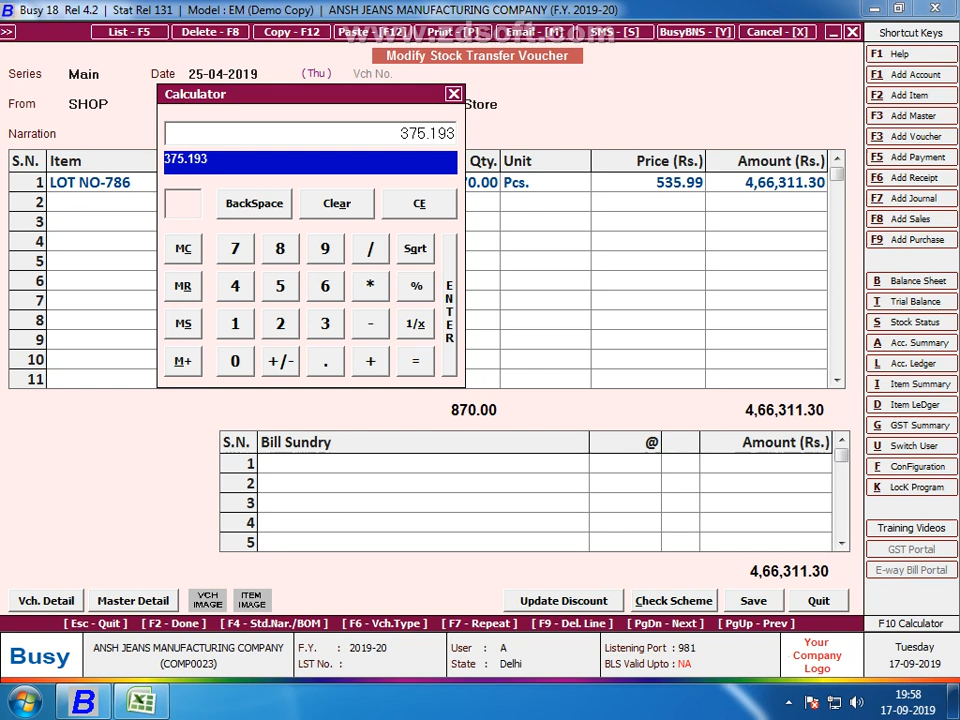 Busy 18 Rel 4.2 | Stat Rel 131 | Model : EM (Demo Copy) | ANSH JEANS MANUFACTURING COMPANY (F.Y. 2019-20)
www.zdsoft.com
>> List - F5 Delete - F8 Copy - F12 Paste - [F12] Print - [P] Email - [M] SMS - [S] BusyBNS - [Y] Cancel - [X]
Shortcut Keys
Modify Stock Transfer Voucher
Series Main Date 25-04-2019 (Thu) Vch No.
From SHOP Store
Narration
Calculator
375.193
375.193
BackSpace Clear CE
MC 7 8 9 / Sqrt
MR 4 5 6 * %
MS 1 2 3 - 1/x
M+ 0 +/- . + =
ENTER
S.N. Item Qty. Unit Price (Rs.) Amount (Rs.)
1 LOT NO-786 70.00 Pcs. 535.99 4,66,311.30
2
3
4
5
6
7
8
9
10
11
870.00 4,66,311.30
S.N. Bill Sundry @ Amount (Rs.)
1
2
3
4
5
4,66,311.30
Vch. Detail Master Detail VCH IMAGE ITEM IMAGE Update Discount Check Scheme Save Quit
[ Esc - Quit ] [ F2 - Done ] [ F4 - Std.Nar./BOM ] [ F6 - Vch.Type ] [ F7 - Repeat ] [ F9 - Del. Line ] [ PgDn - Next ] [ PgUp - Prev ]
F1 Help
F1 Add Account
F2 Add Item
F3 Add Master
F3 Add Voucher
F5 Add Payment
F6 Add Receipt
F7 Add Journal
F8 Add Sales
F9 Add Purchase
B Balance Sheet
T Trial Balance
S Stock Status
A Acc. Summary
L Acc. Ledger
I Item Summary
D Item LeDger
G GST Summary
U Switch User
F ConFiguration
K LocK Program
Training Videos
GST Portal
E-way Bill Portal
F10 Calculator
Busy
ANSH JEANS MANUFACTURING COMPANY
(COMP0023)
F.Y. : 2019-20
LST No. :
User : A
State : Delhi
Listening Port : 981
BLS Valid Upto : NA
Your
Company
Logo
Tuesday
17-09-2019
B
19:58
17-09-2019